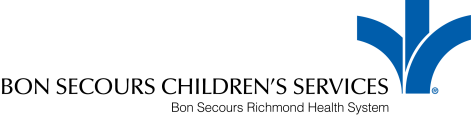 BON SECOURS CHILDREN'S SERVICES ®
Bon Secours Richmond Health System